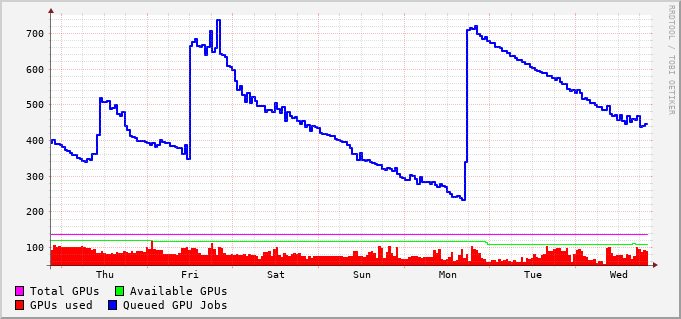 RRDTOOL / TOBI OETIKER
700
600
500
400
300
200
100
Thu Fri Sat Sun Mon Tue Wed
Total GPUs Available GPUs
GPUs used Queued GPU Jobs